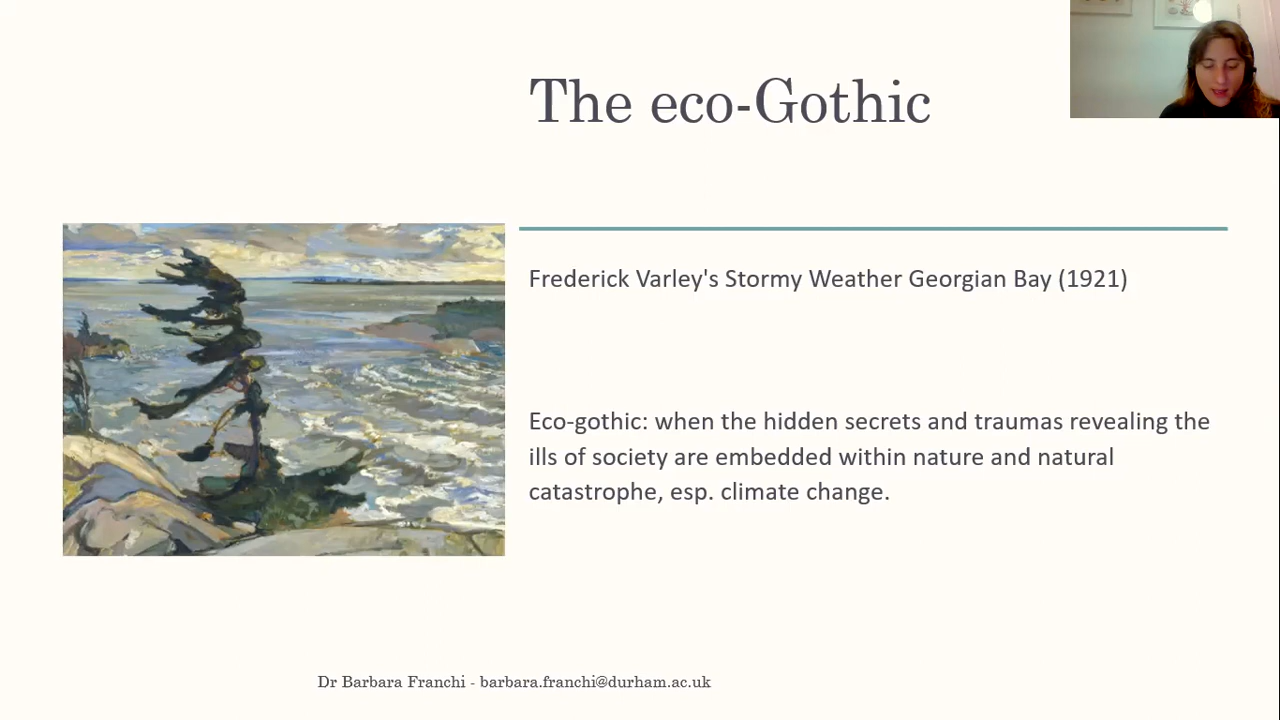 The eco-Gothic
Frederick Varley's Stormy Weather Georgian Bay (1921)
Eco-gothic: when the hidden secrets and traumas revealing the
ills of society are embedded within nature and natural
catastrophe, esp. climate change.
Dr Barbara Franchi - barbara.franchi@durham.ac.uk